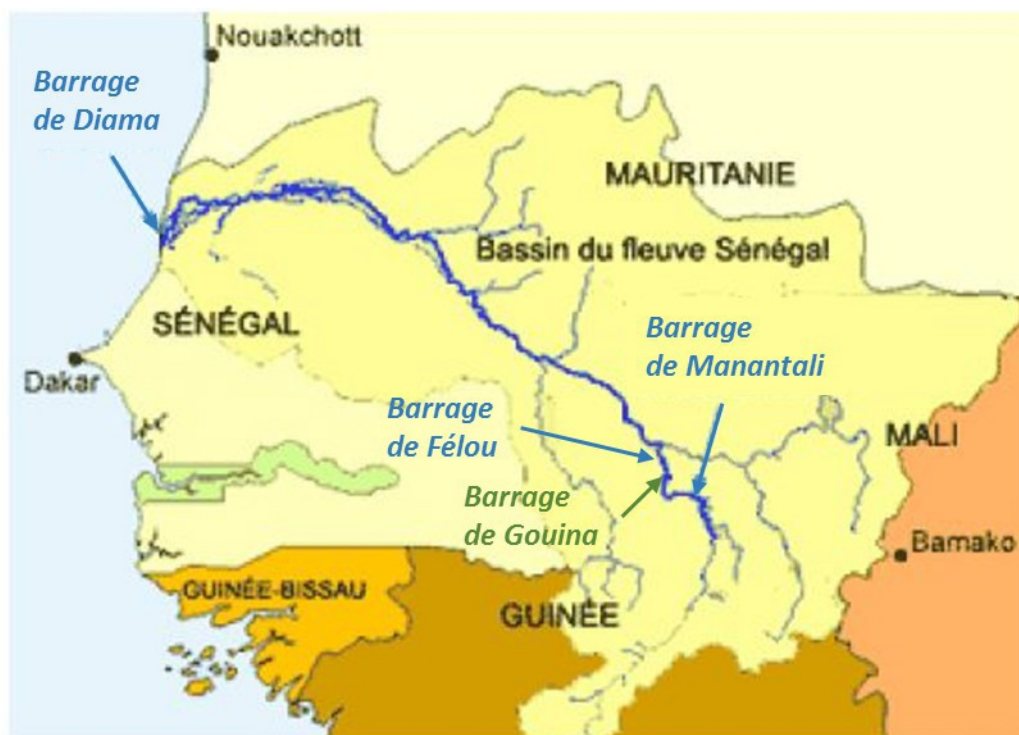 Nouakchott
Barrage
de Diama
MAURITANIE
Bassin du fleuve Sénégal
SÉNÉGAL
Barrage
de Manantali
Dakar
Barrage
de Félou
MALI
Barrage
de Gouina
Bamako
GUINÉE-BISSAU
GUINÉE